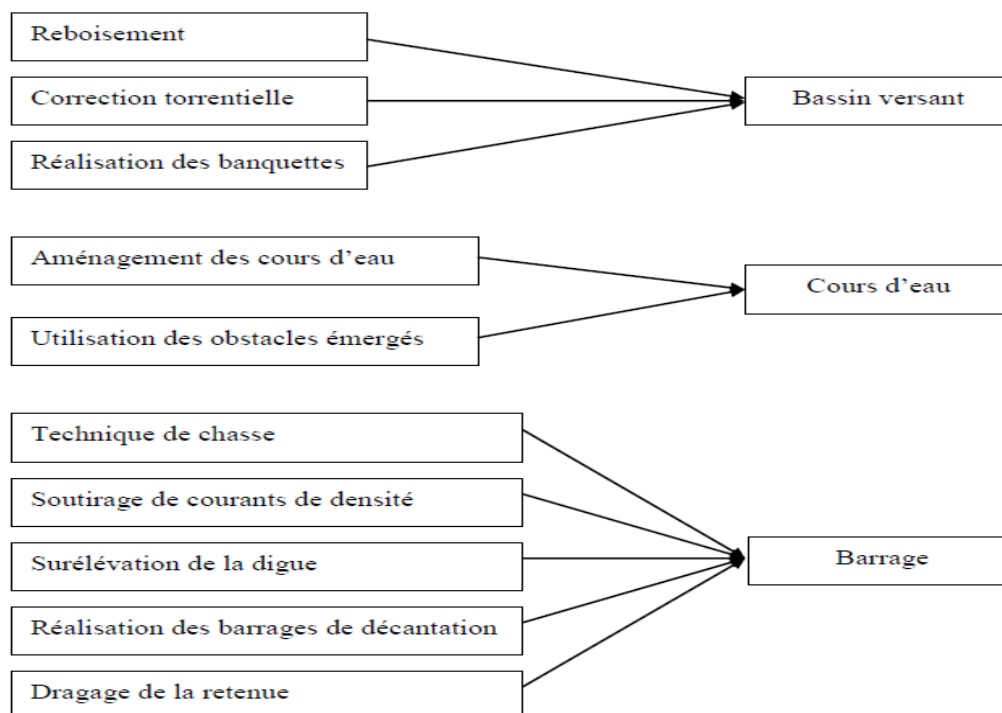 Reboisement
Correction torrentielle
Bassin versant
Réalisation des banquettes
Aménagement des cours d'eau
Cours d'eau
Utilisation des obstacles émergés
Technique de chasse
Soutirage de courants de densité
Surélévation de la digue
Barrage
Réalisation des barrages de décantation
Dragage de la retenue